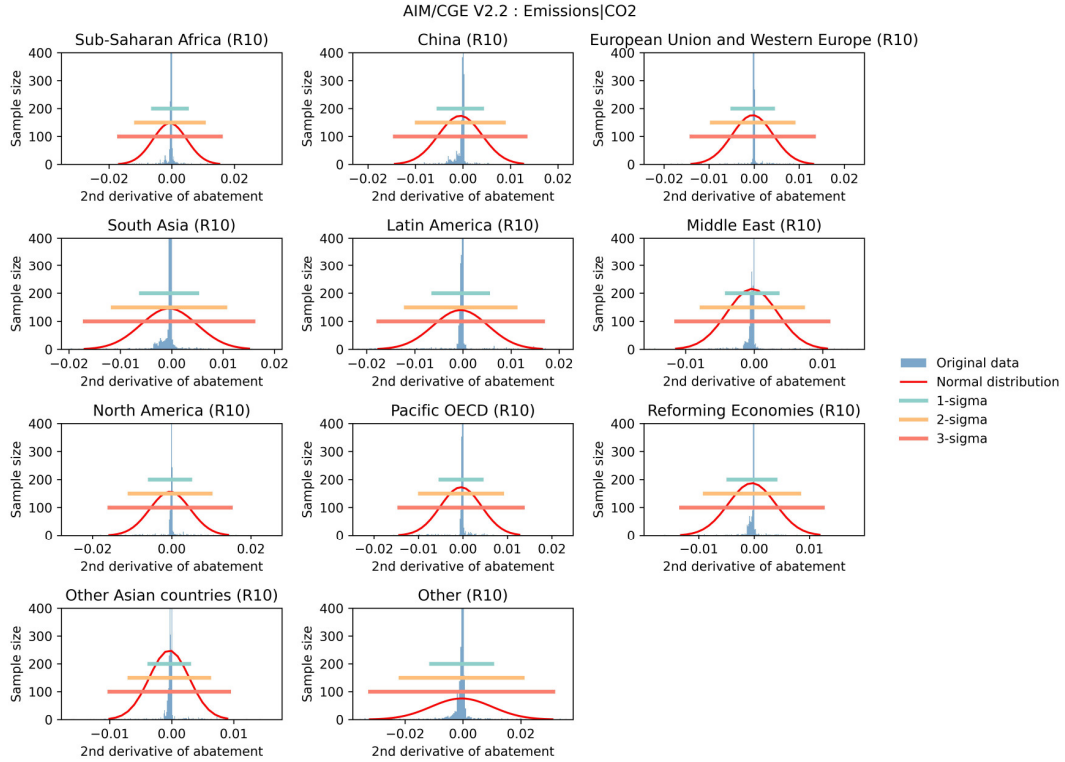 AIM/CGE V2.2 : Emissions|CO2
Sub-Saharan Africa (R10)
400
300
200
100
0
Sample size
−0.02 0.00 0.02
2nd derivative of abatement
China (R10)
400
300
200
100
0
Sample size
−0.02 −0.01 0.00 0.01 0.02
2nd derivative of abatement
European Union and Western Europe (R10)
400
300
200
100
0
Sample size
−0.02 −0.01 0.00 0.01 0.02
2nd derivative of abatement
South Asia (R10)
400
300
200
100
0
Sample size
−0.02 −0.01 0.00 0.01 0.02
2nd derivative of abatement
Latin America (R10)
400
300
200
100
0
Sample size
−0.02 −0.01 0.00 0.01 0.02
2nd derivative of abatement
Middle East (R10)
400
300
200
100
0
Sample size
−0.01 0.00 0.01
2nd derivative of abatement
Original data
Normal distribution
1-sigma
2-sigma
3-sigma
North America (R10)
400
300
200
100
0
Sample size
−0.02 0.00 0.02
2nd derivative of abatement
Pacific OECD (R10)
400
300
200
100
0
Sample size
−0.02 −0.01 0.00 0.01 0.02
2nd derivative of abatement
Reforming Economies (R10)
400
300
200
100
0
Sample size
−0.01 0.00 0.01
2nd derivative of abatement
Other Asian countries (R10)
400
300
200
100
0
Sample size
−0.01 0.00 0.01
2nd derivative of abatement
Other (R10)
400
300
200
100
0
Sample size
−0.02 0.00 0.02
2nd derivative of abatement